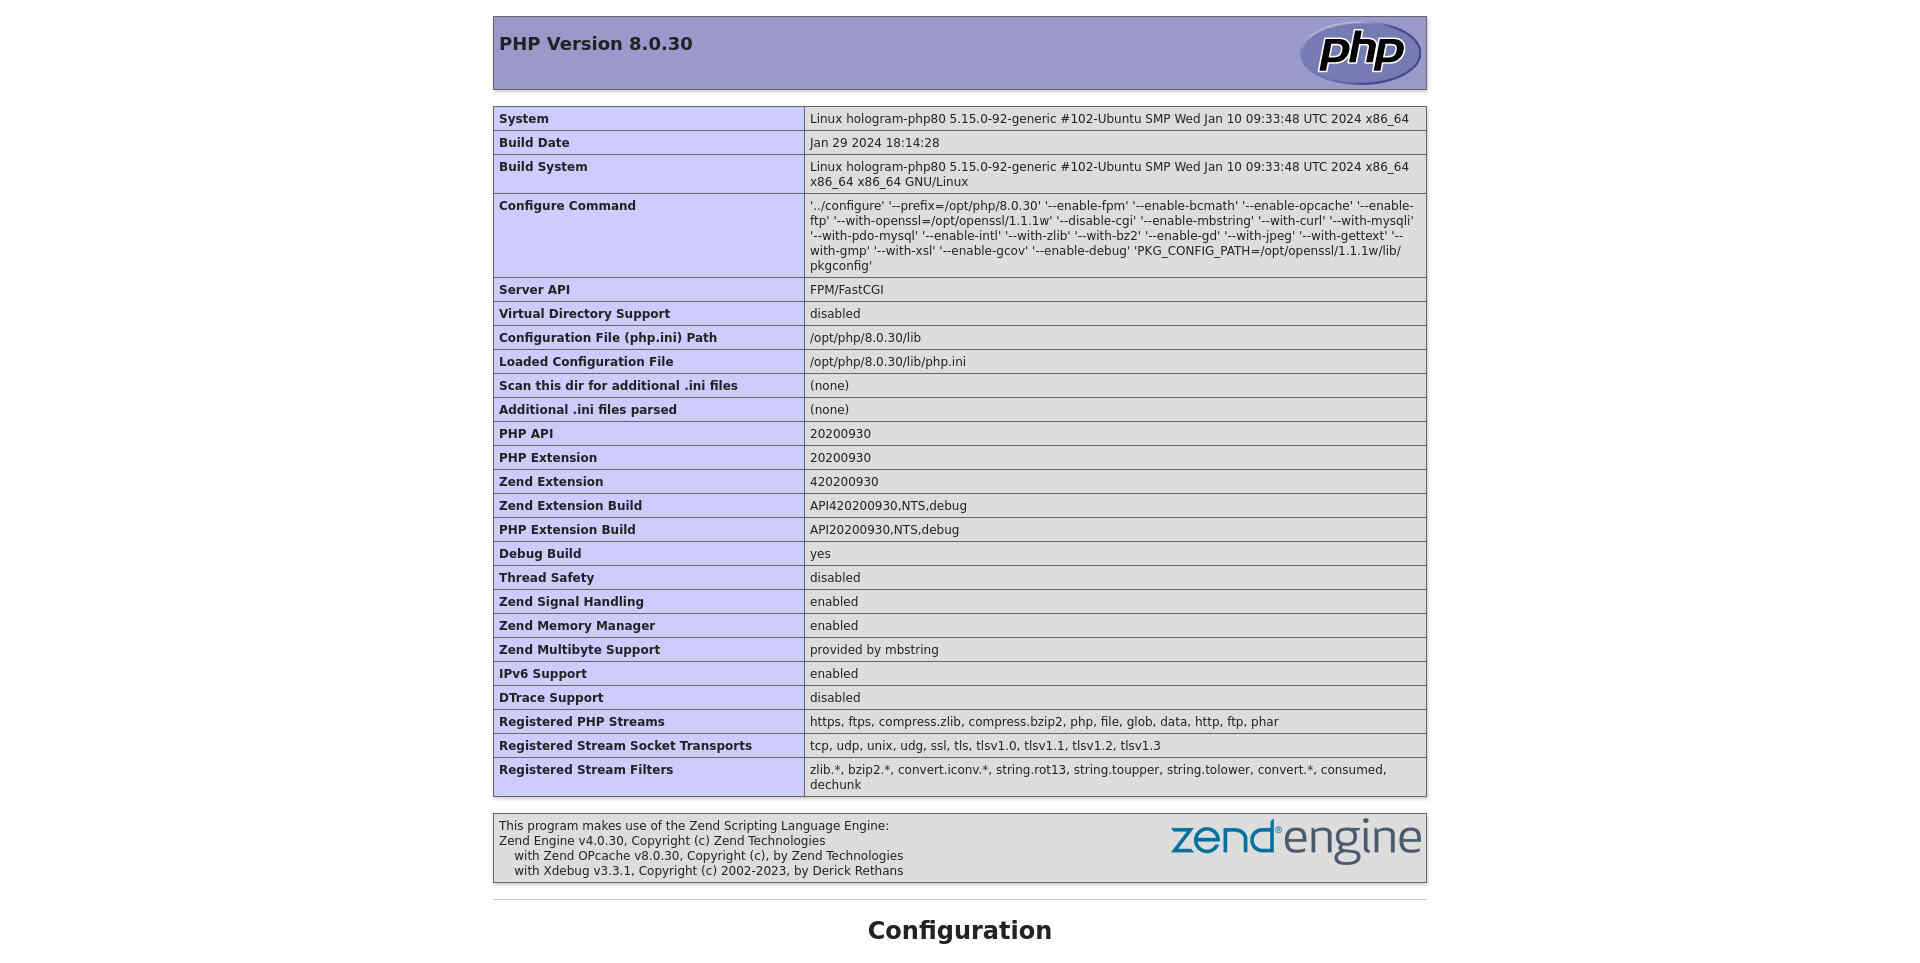 PHP Version 8.0.30
php
System Linux hologram-php80 5.15.0-92-generic #102-Ubuntu SMP Wed Jan 10 09:33:48 UTC 2024 x86_64
Build Date Jan 29 2024 18:14:28
Build System Linux hologram-php80 5.15.0-92-generic #102-Ubuntu SMP Wed Jan 10 09:33:48 UTC 2024 x86_64
x86_64 x86_64 GNU/Linux
Configure Command '../configure' '--prefix=/opt/php/8.0.30' '--enable-fpm' '--enable-bcmath' '--enable-opcache' '--enable-
ftp' '--with-openssl=/opt/openssl/1.1.1w' '--disable-cgi' '--enable-mbstring' '--with-curl' '--with-mysqli'
'--with-pdo-mysql' '--enable-intl' '--with-zlib' '--with-bz2' '--enable-gd' '--with-jpeg' '--with-gettext' '--
with-gmp' '--with-xsl' '--enable-gcov' '--enable-debug' 'PKG_CONFIG_PATH=/opt/openssl/1.1.1w/lib/
pkgconfig'
Server API FPM/FastCGI
Virtual Directory Support disabled
Configuration File (php.ini) Path /opt/php/8.0.30/lib
Loaded Configuration File /opt/php/8.0.30/lib/php.ini
Scan this dir for additional .ini files (none)
Additional .ini files parsed (none)
PHP API 20200930
PHP Extension 20200930
Zend Extension 420200930
Zend Extension Build API420200930,NTS,debug
PHP Extension Build API20200930,NTS,debug
Debug Build yes
Thread Safety disabled
Zend Signal Handling enabled
Zend Memory Manager enabled
Zend Multibyte Support provided by mbstring
IPv6 Support enabled
DTrace Support disabled
Registered PHP Streams https, ftps, compress.zlib, compress.bzip2, php, file, glob, data, http, ftp, phar
Registered Stream Socket Transports tcp, udp, unix, udg, ssl, tls, tlsv1.0, tlsv1.1, tlsv1.2, tlsv1.3
Registered Stream Filters zlib.*, bzip2.*, convert.iconv.*, string.rot13, string.toupper, string.tolower, convert.*, consumed,
dechunk
This program makes use of the Zend Scripting Language Engine:
Zend Engine v4.0.30, Copyright (c) Zend Technologies
with Zend OPcache v8.0.30, Copyright (c), by Zend Technologies
with Xdebug v3.3.1, Copyright (c) 2002-2023, by Derick Rethans
zend® engine
Configuration